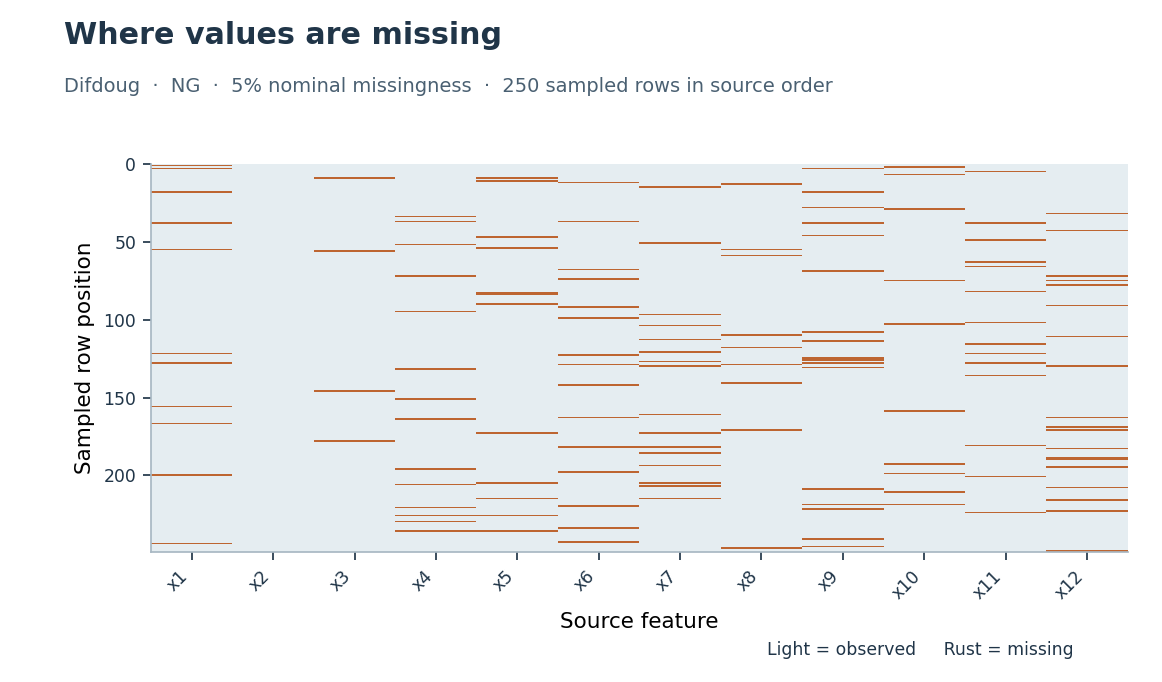 Where values are missing
Difdoug · NG · 5% nominal missingness · 250 sampled rows in source order
0
50
100
150
200
Sampled row position
x1 x2 x3 x4 x5 x6 x7 x8 x9 x10 x11 x12
Source feature
Light = observed Rust = missing